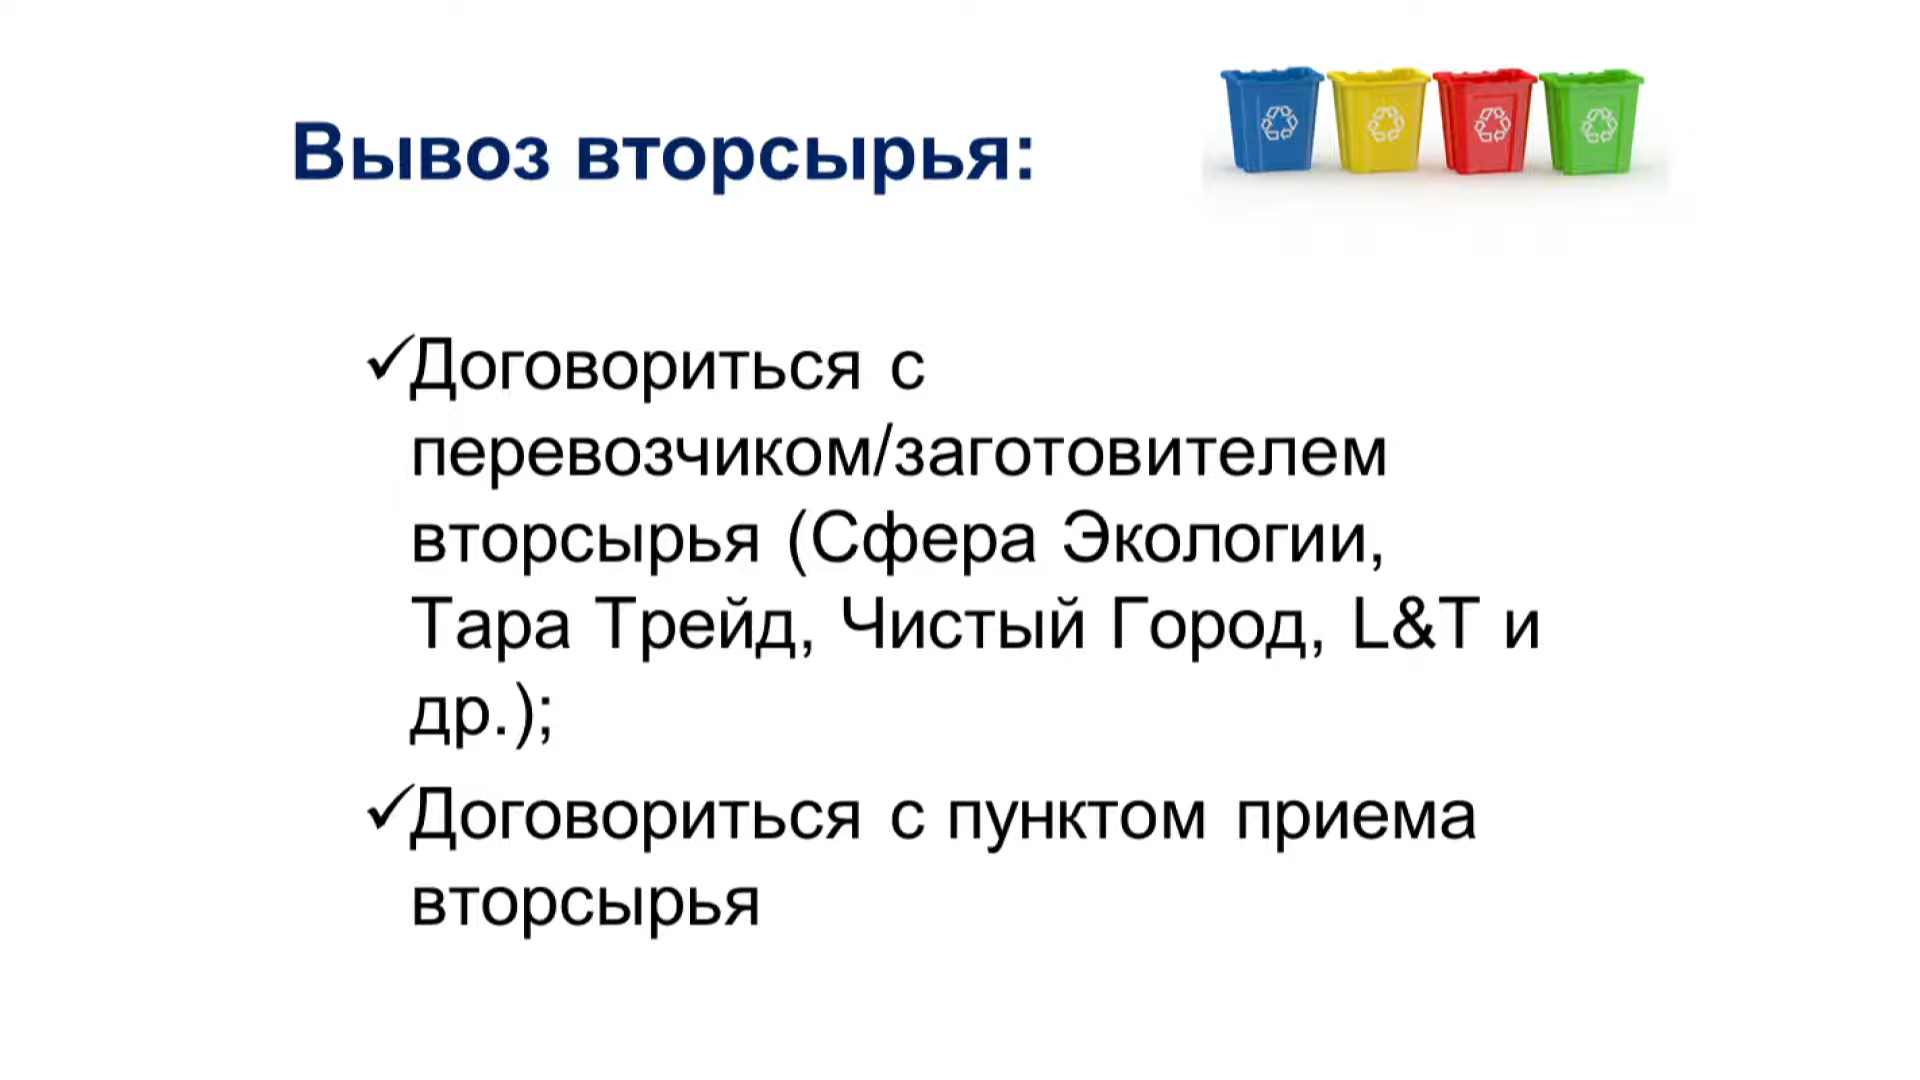 Вывоз вторсырья:
✓Договориться с
перевозчиком/заготовителем
вторсырья (Сфера Экологии,
Тара Трейд, Чистый Город, L&T и
др.);
✓Договориться с пунктом приема
вторсырья